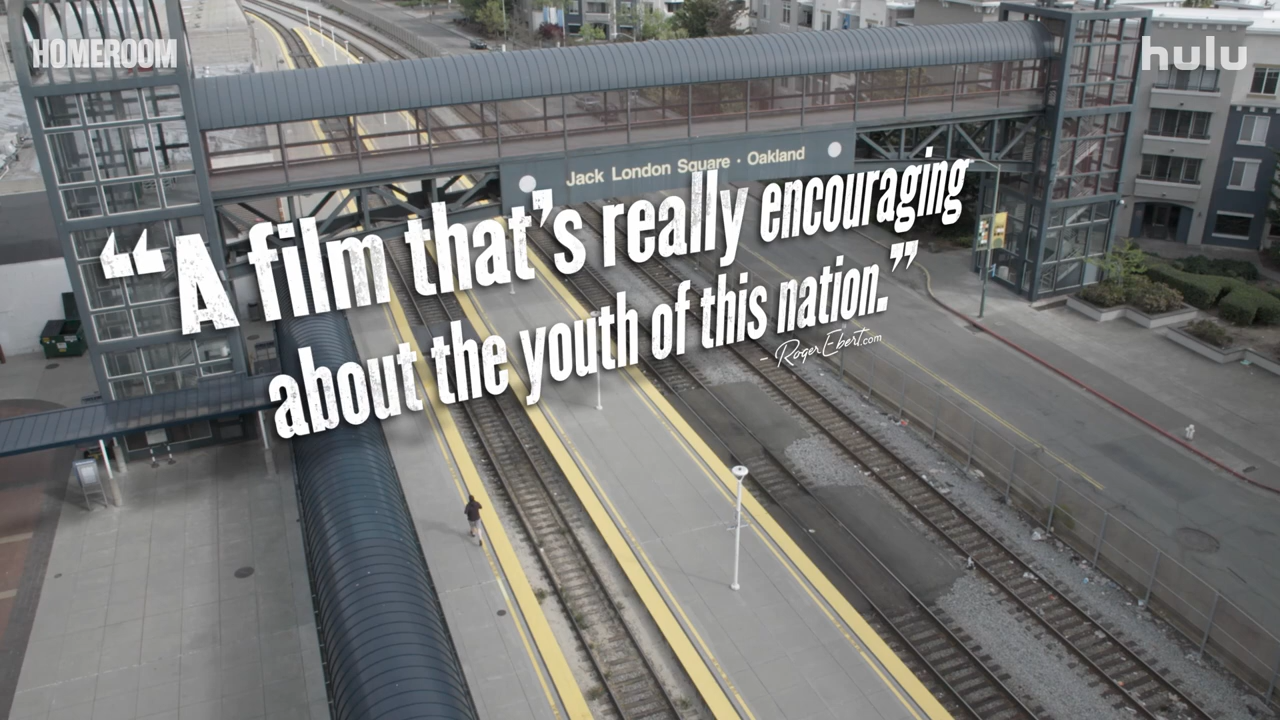 HOMEROOM
hulu
Jack London Square · Oakland
“A film that’s really encouraging
about the youth of this nation.”
– RogerEbert.com